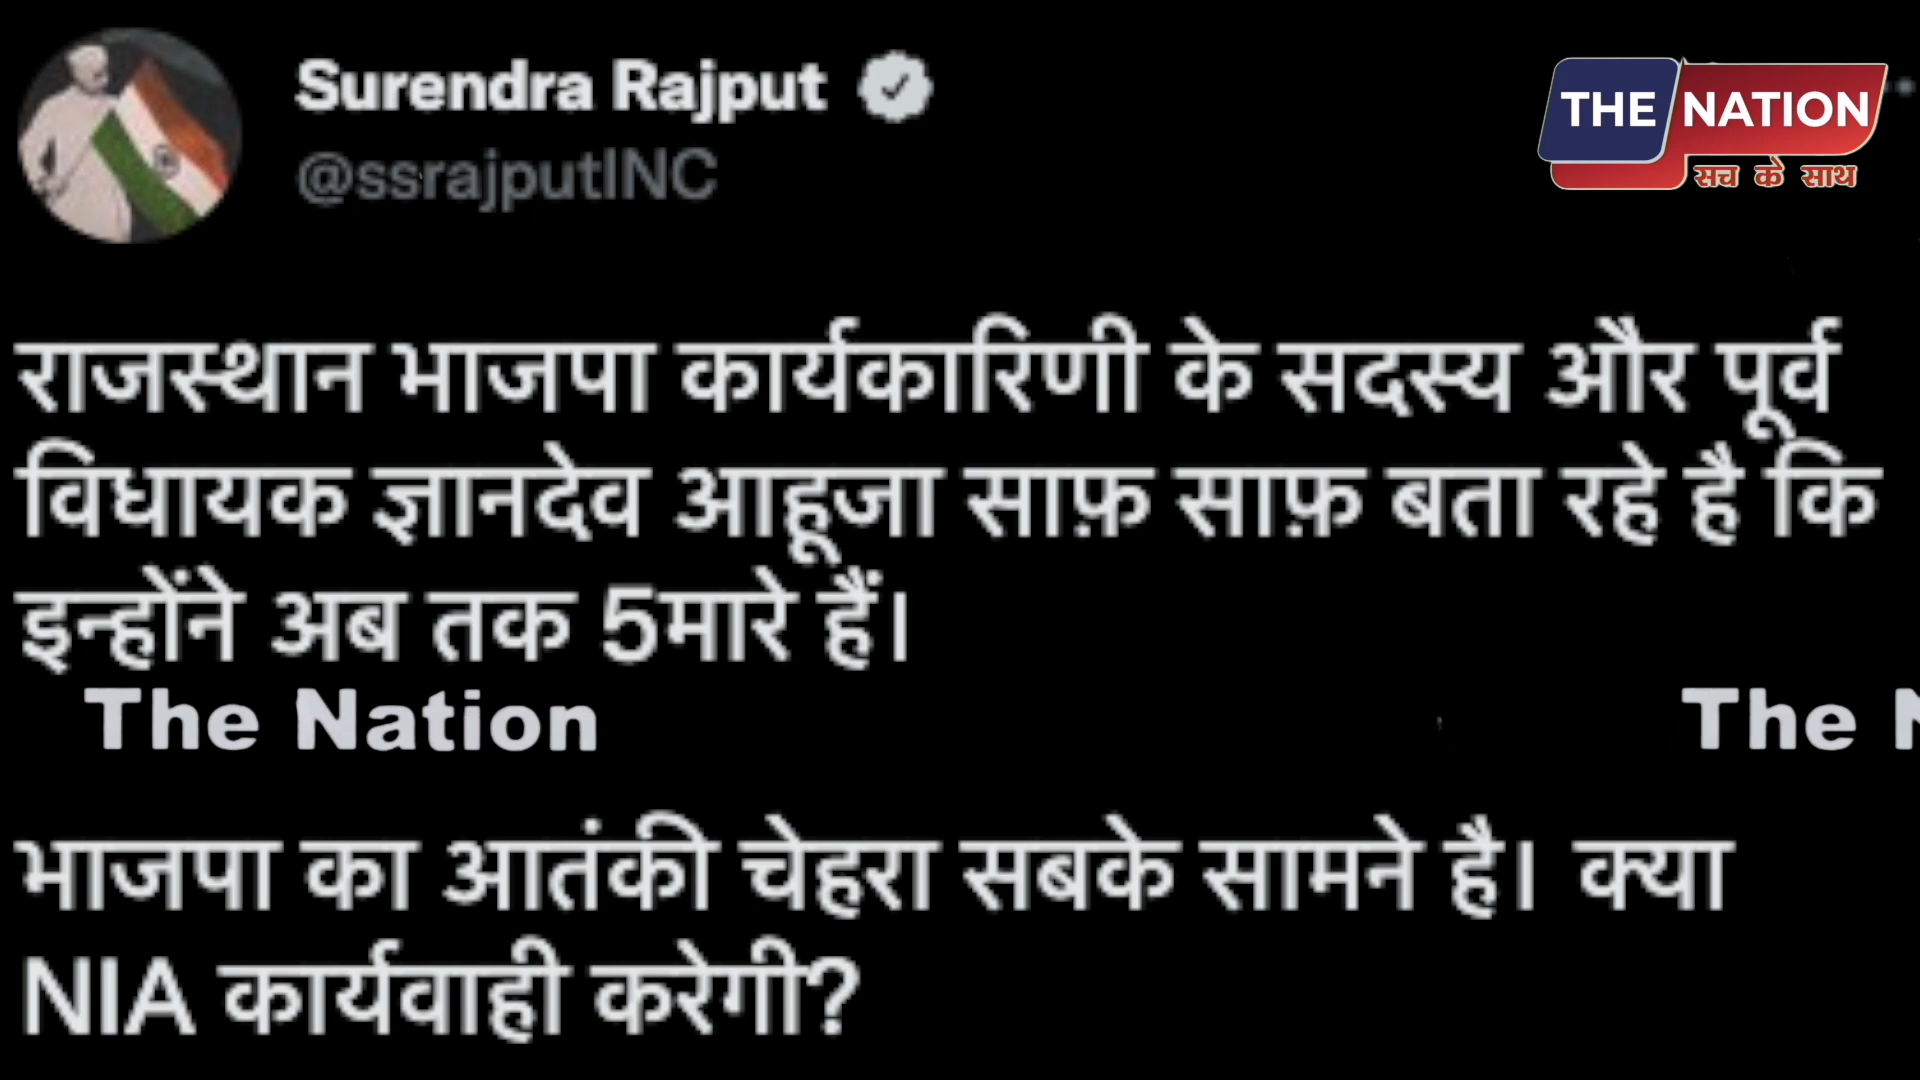 Surendra Rajput
@ssrajputINC
THE NATION
सच के साथ
राजस्थान भाजपा कार्यकारिणी के सदस्य और पूर्व
विधायक ज्ञानदेव आहूजा साफ़ साफ़ बता रहे है कि
इन्होंने अब तक 5मारे हैं।
The Nation The N
भाजपा का आतंकी चेहरा सबके सामने है। क्या
NIA कार्यवाही करेगी?